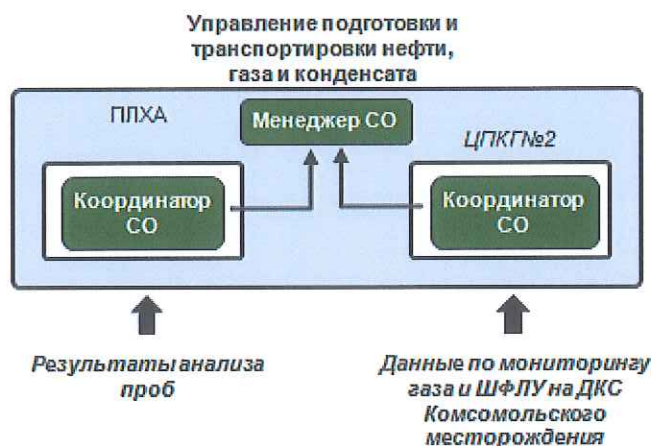 Управление подготовки и
транспортировки нефти,
газа и конденсата
ПЛХА
Менеджер СО
ЦПКГ№2
Координатор
СО
Координатор
СО
Результаты анализа
проб
Данные по мониторингу
газа и ШФЛУ на ДКС
Комсомольского
месторождения